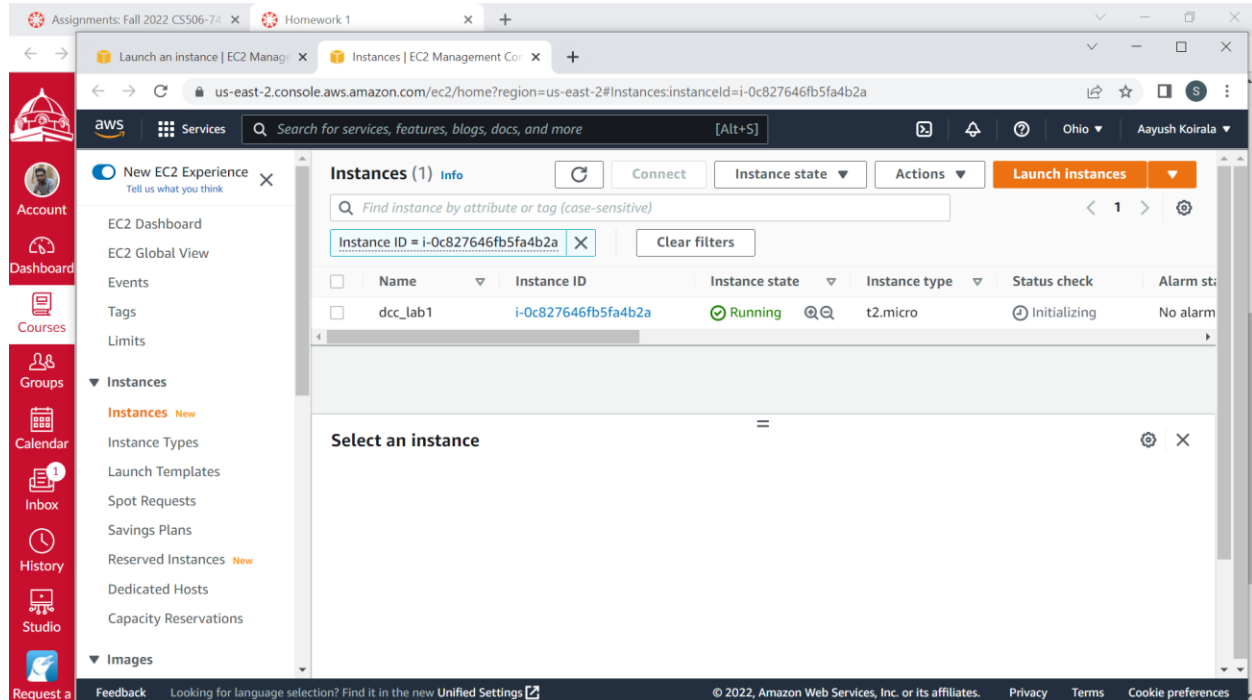 Assignments: Fall 2022 CS506-74
Homework 1
Launch an instance | EC2 Manag
Instances | EC2 Management Con
us-east-2.console.aws.amazon.com/ec2/home?region=us-east-2#Instances:instanceId=i-0c827646fb5fa4b2a
S
aws Services Search for services, features, blogs, docs, and more [Alt+S] Ohio Aayush Koirala
Account
Dashboard
Courses
Groups
Calendar
1
Inbox
History
Studio
Request a
New EC2 Experience
Tell us what you think
EC2 Dashboard
EC2 Global View
Events
Tags
Limits
Instances
Instances New
Instance Types
Launch Templates
Spot Requests
Savings Plans
Reserved Instances New
Dedicated Hosts
Capacity Reservations
Images
Instances (1) Info Connect Instance state Actions Launch instances
Find instance by attribute or tag (case-sensitive) 1
Instance ID = i-0c827646fb5fa4b2a Clear filters
Name Instance ID Instance state Instance type Status check Alarm sta
dcc_lab1 i-0c827646fb5fa4b2a Running t2.micro Initializing No alarm
Select an instance
Feedback Looking for language selection? Find it in the new Unified Settings © 2022, Amazon Web Services, Inc. or its affiliates. Privacy Terms Cookie preferences